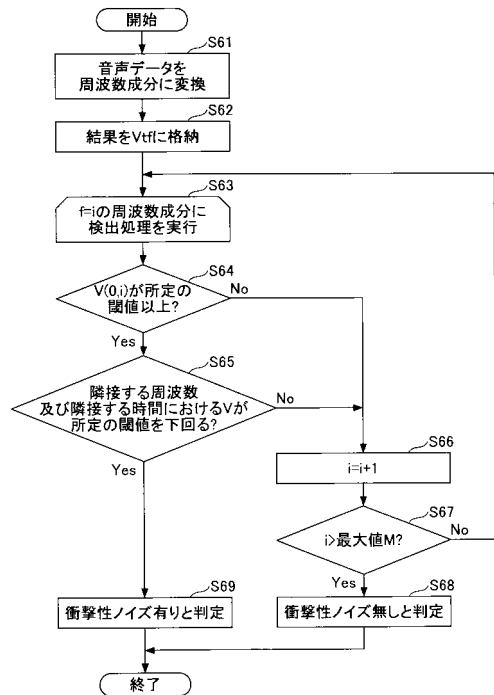 開始
S61
音声データを
周波数成分に変換
S62
結果をVtfに格納
S63
f=iの周波数成分に
検出処理を実行
S64
V(0,i)が所定の
閾値以上?
No
Yes
S65
隣接する周波数
及び隣接する時間におけるVが
所定の閾値を下回る?
No
Yes
S66
i=i+1
S67
i>最大値M?
No
Yes
S69
衝撃性ノイズ有りと判定
S68
衝撃性ノイズ無しと判定
終了